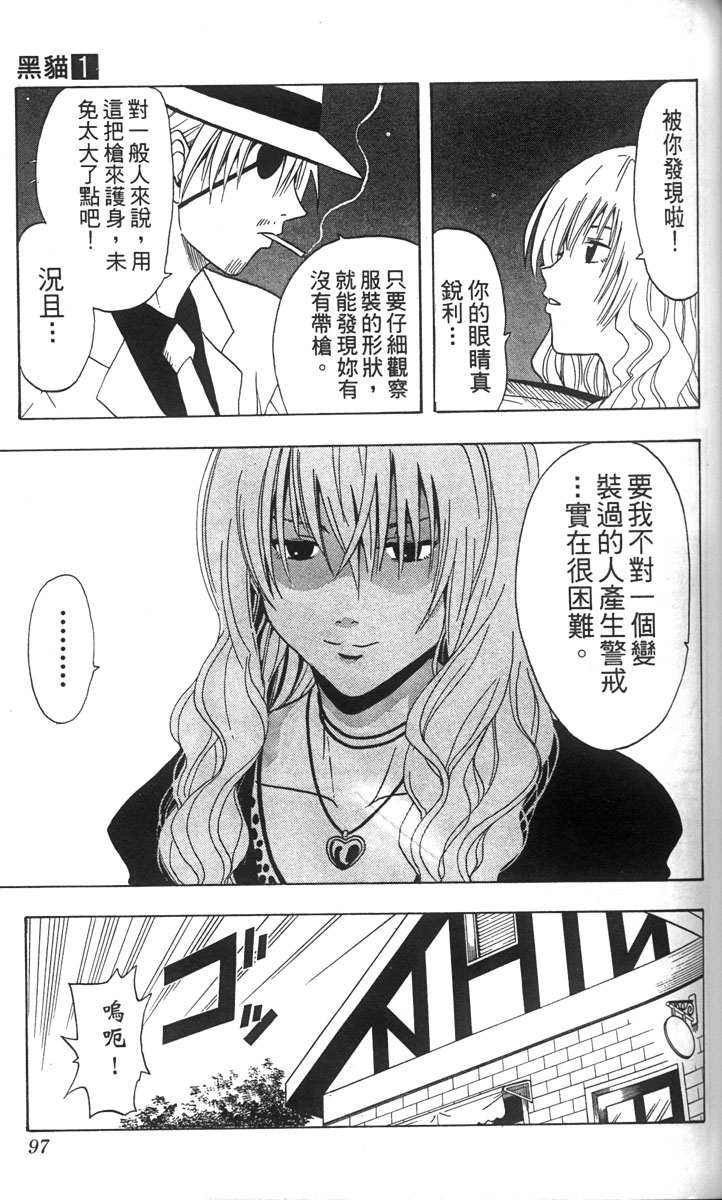 黑貓1
被你發現啦！
你的眼睛真
銳利…
只要仔細觀察
服裝的形狀，
就能發現妳有
沒有帶槍。
對一般人來說，用
這把槍來護身，未
免太大了點吧！
況且…
要我不對一個變
裝過的人產生警戒
…實在很困難。
………
ゴッ
嗚呃！
97